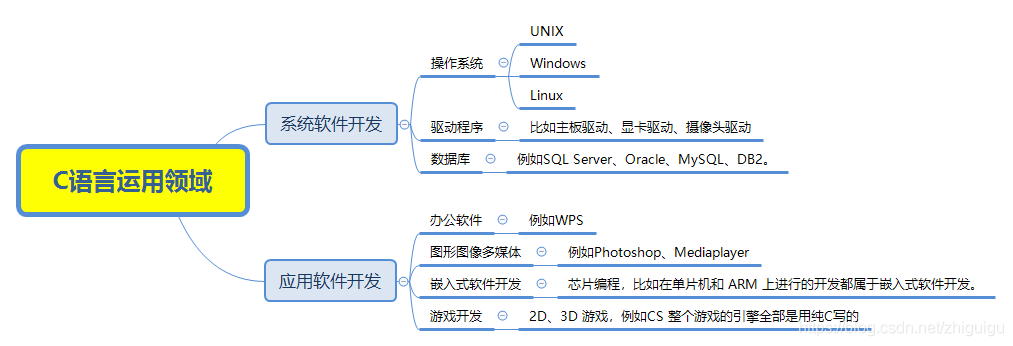 C语言运用领域
系统软件开发
操作系统
UNIX
Windows
Linux
驱动程序
比如主板驱动、显卡驱动、摄像头驱动
数据库
例如SQL Server、Oracle、MySQL、DB2。
应用软件开发
办公软件
例如WPS
图形图像多媒体
例如Photoshop、Mediaplayer
嵌入式软件开发
芯片编程，比如在单片机和 ARM 上进行的开发都属于嵌入式软件开发。
游戏开发
2D、3D 游戏，例如CS 整个游戏的引擎全部是用纯C写的
https://blog.csdn.net/zhiguigu